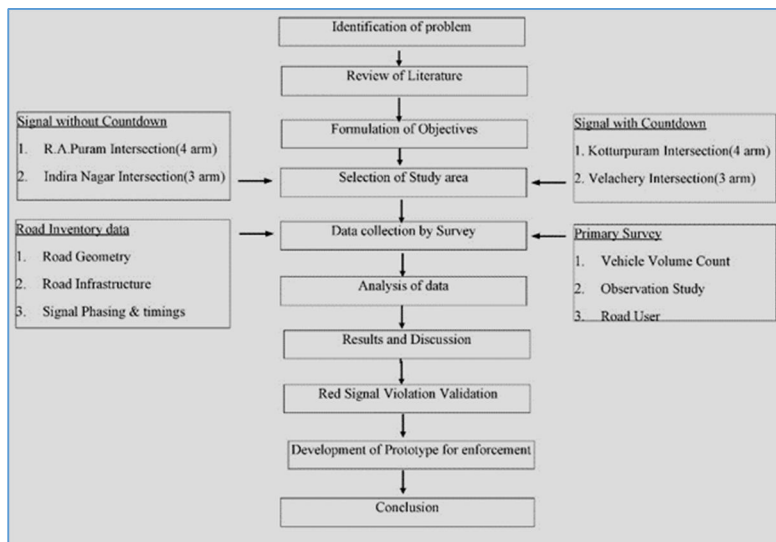 Identification of problem
Review of Literature
Formulation of Objectives
Signal without Countdown
1. R.A.Puram Intersection(4 arm)
2. Indira Nagar Intersection(3 arm)
Signal with Countdown
1. Kotturpuram Intersection(4 arm)
2. Velachery Intersection(3 arm)
Selection of Study area
Road Inventory data
1. Road Geometry
2. Road Infrastructure
3. Signal Phasing & timings
Data collection by Survey
Primary Survey
1. Vehicle Volume Count
2. Observation Study
3. Road User
Analysis of data
Results and Discussion
Red Signal Violation Validation
Development of Prototype for enforcement
Conclusion